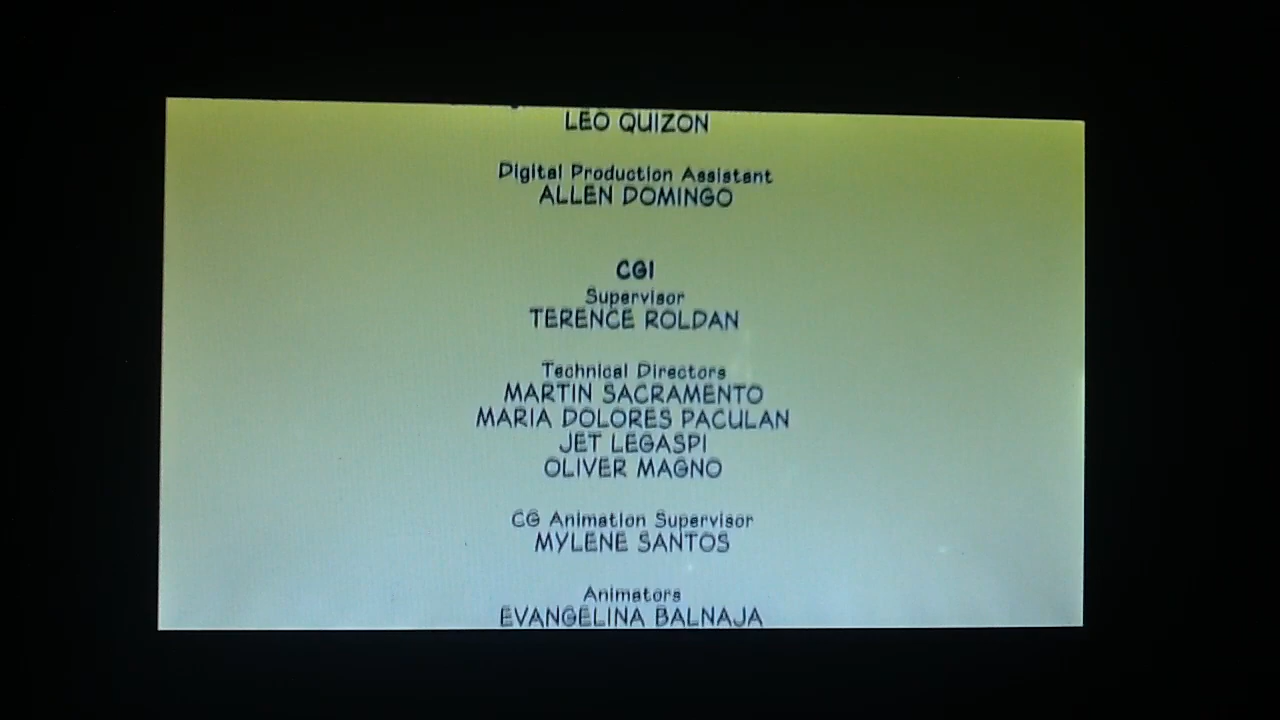 LEO QUIZON
Digital Production Assistant
ALLEN DOMINGO
CGI
Supervisor
TERENCE ROLDAN
Technical Directors
MARTIN SACRAMENTO
MARIA DOLORES PACULAN
JET LEGASPI
OLIVER MAGNO
CG Animation Supervisor
MYLENE SANTOS
Animators
EVANGELINA BALNAJA